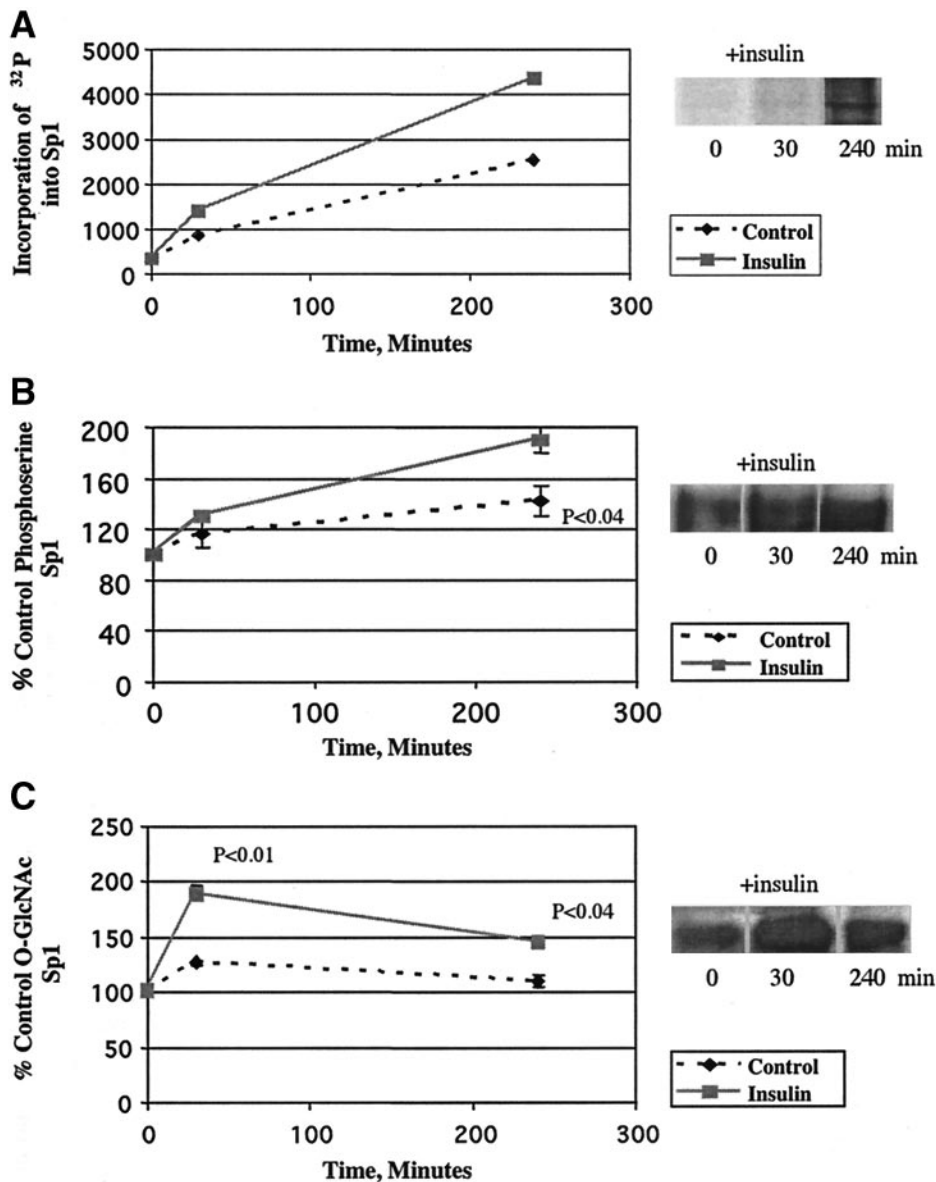 A
5000
4000
3000
2000
1000
0
Incorporation of ³²P
into Sp1
0 100 200 300
Time, Minutes
+insulin
0 30 240 min
Control
Insulin
B
200
160
120
80
40
0
% Control Phosphoserine
Sp1
P<0.04
0 100 200 300
Time, Minutes
+insulin
0 30 240 min
Control
Insulin
C
250
200
150
100
50
0
% Control O-GlcNAc
Sp1
P<0.01
P<0.04
0 100 200 300
Time, Minutes
+insulin
0 30 240 min
Control
Insulin